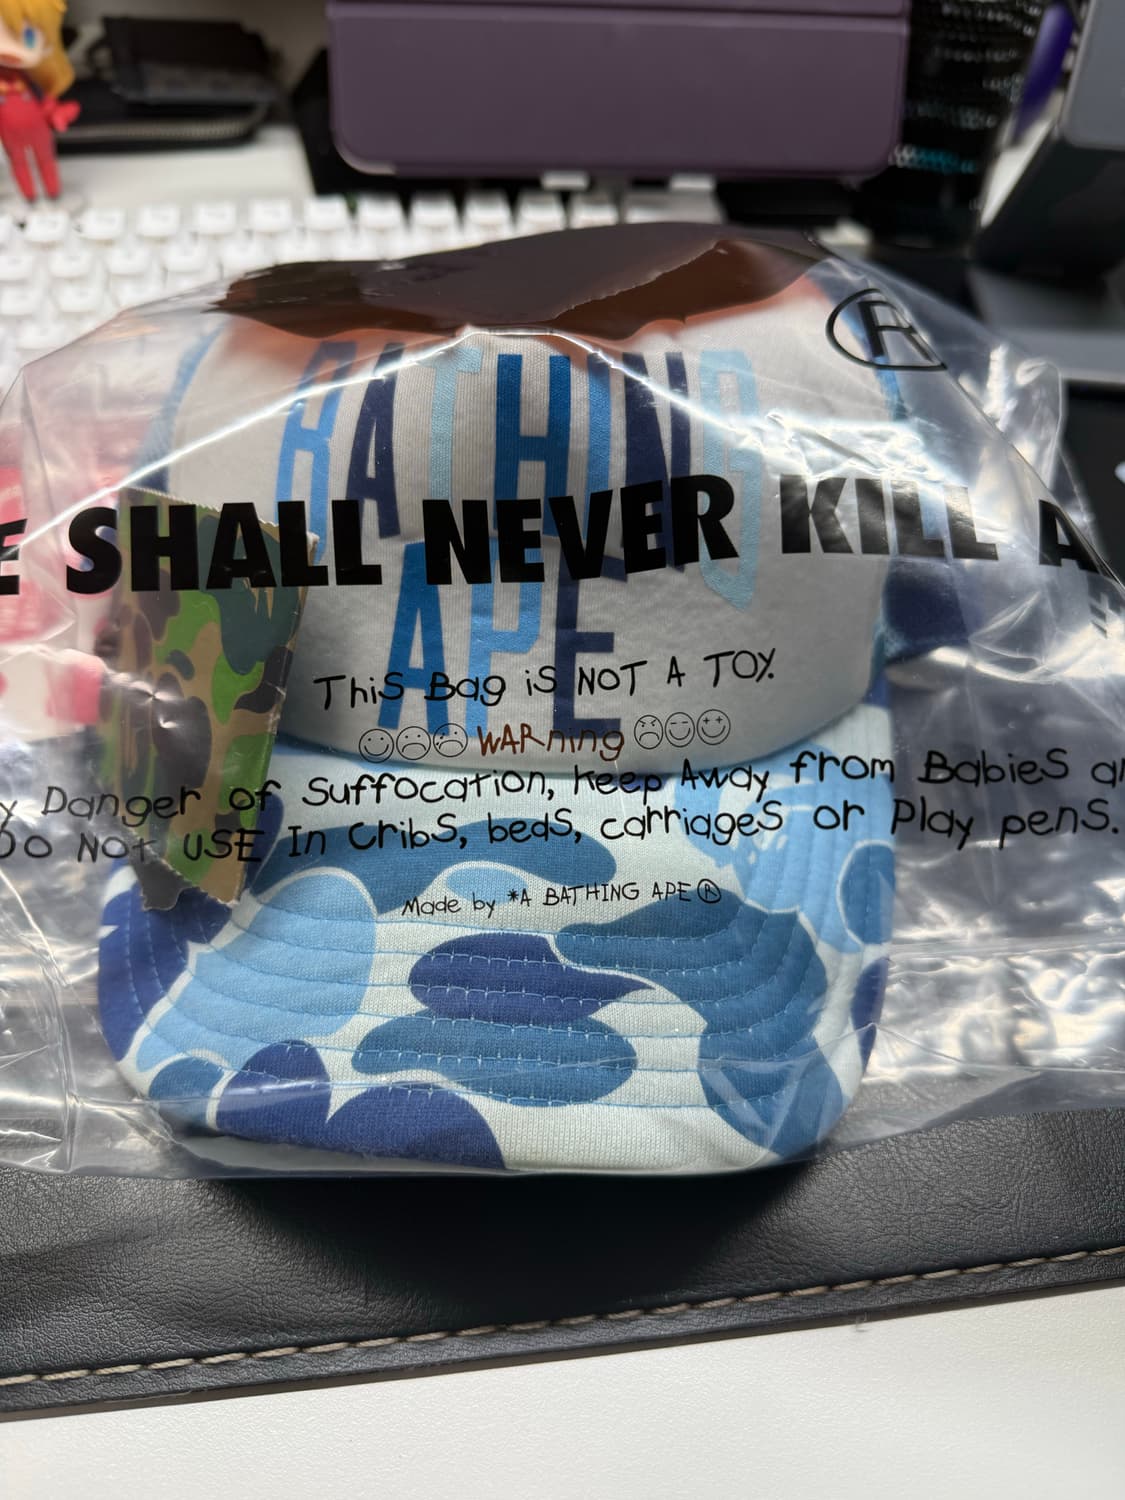 BATHING
APE
E SHALL NEVER KILL A
This Bag iS NOT A TOY.
WARning
y Danger of Suffocation, Keep Away from Babies a
DO NOT USE In Cribs, beds, carriageS or Play penS.
Made by *A BATHING APE®